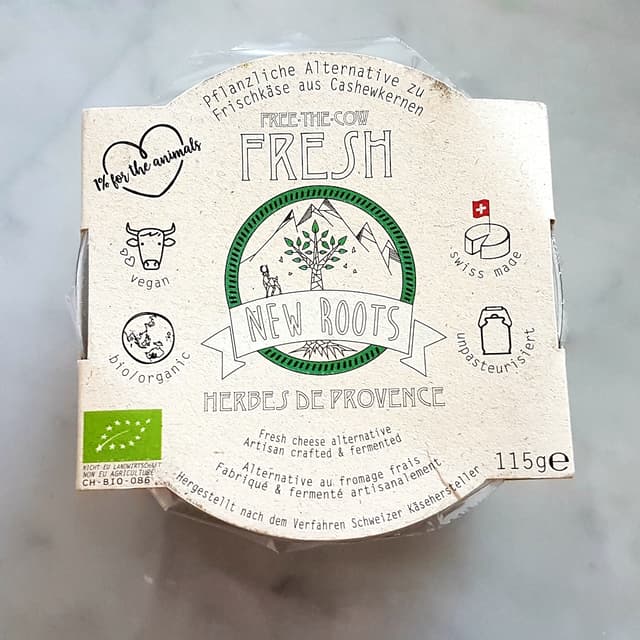 Pflanzliche Alternative zu
Frischkäse aus Cashewkernen
FREE-THE-COW
FRESH
1% for the animals
vegan
swiss made
NEW ROOTS
bio/organic
unpasteurisiert
HERBES DE PROVENCE
Fresh cheese alternative
Artisan crafted & fermented
Alternative au fromage frais
Fabriqué & fermenté artisanalement
Hergestellt nach dem Verfahren Schweizer Käsehersteller
NICHT-EU LANDWIRTSCHAFT
NON EU AGRICULTURE
CH-BIO-086
115g℮